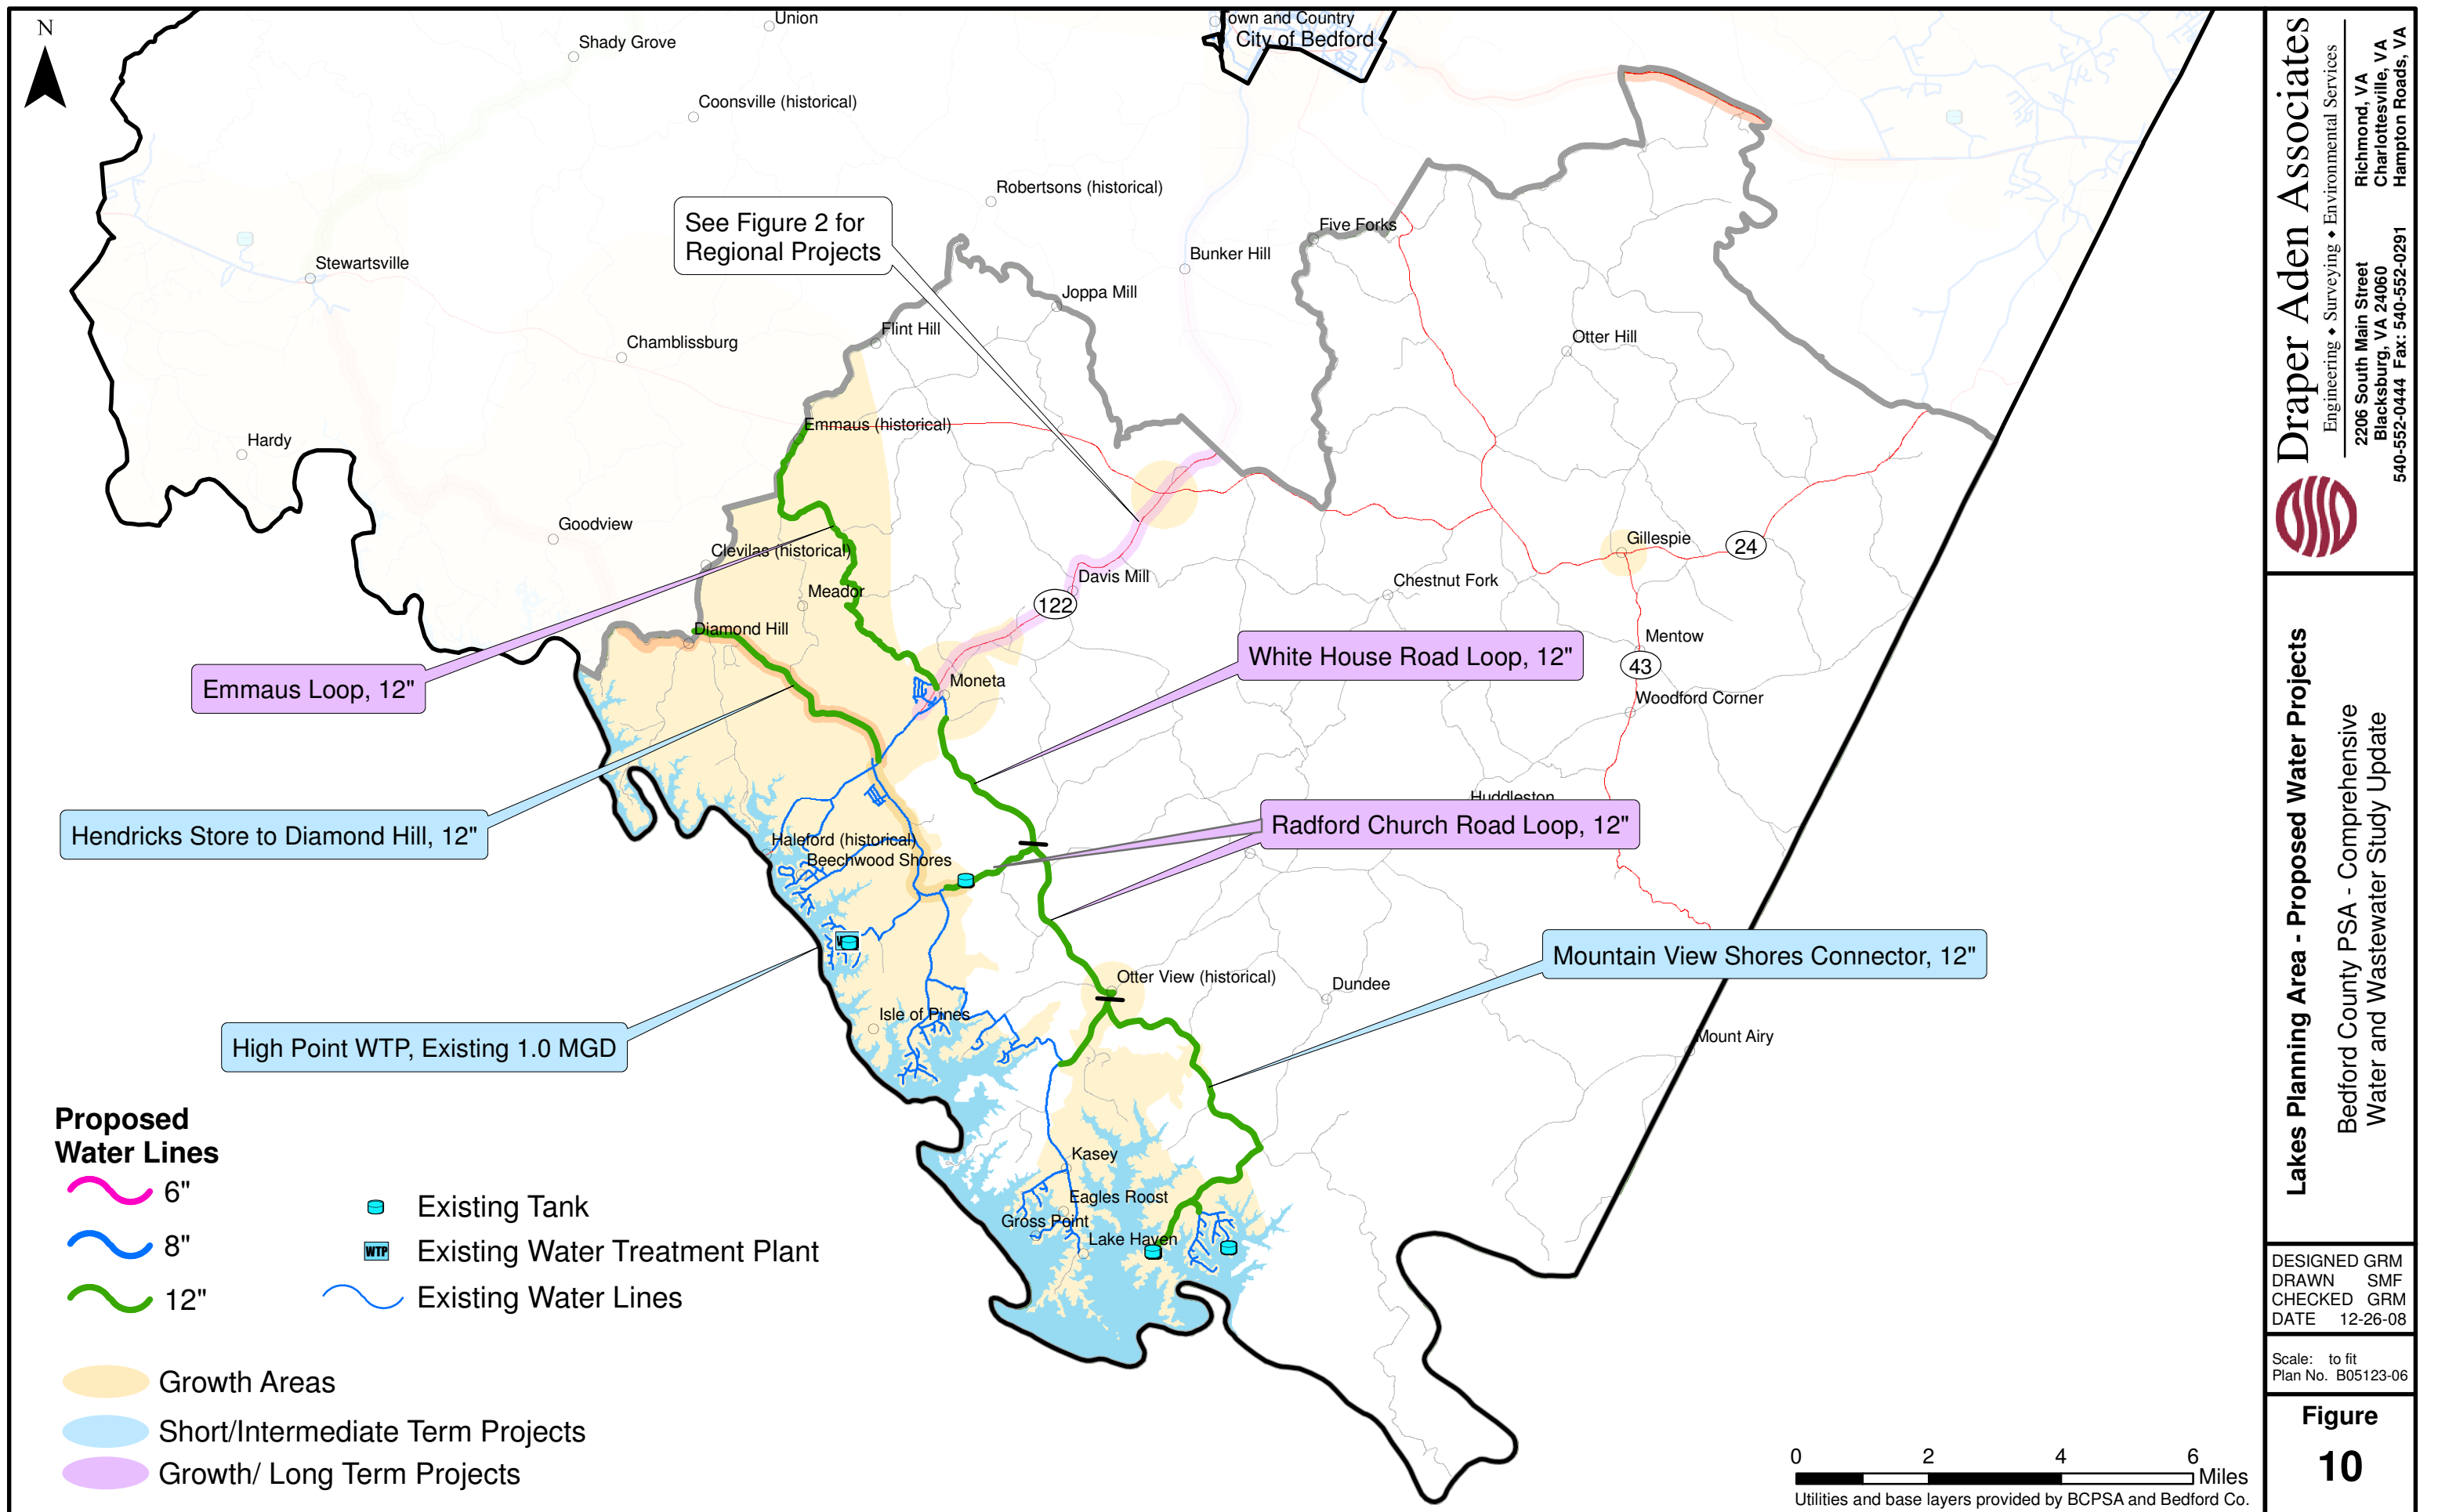 N
Union
Shady Grove
own and Country
City of Bedford
Coonsville (historical)
Robertsons (historical)
See Figure 2 for
Regional Projects
Five Forks
Bunker Hill
Stewartsville
Joppa Mill
Flint Hill
Otter Hill
Chamblissburg
Emmaus (historical)
Hardy
Goodview
Gillespie
24
Clevilas (historical)
Davis Mill
Chestnut Fork
Meador
122
Diamond Hill
Mentow
White House Road Loop, 12"
43
Emmaus Loop, 12"
Moneta
Woodford Corner
Huddleston
Radford Church Road Loop, 12"
Hendricks Store to Diamond Hill, 12"
Haleford (historical)
Beechwood Shores
Mountain View Shores Connector, 12"
Otter View (historical)
Dundee
Isle of Pines
High Point WTP, Existing 1.0 MGD
Mount Airy
Kasey
Eagles Roost
Gross Point
Lake Haven
Proposed
Water Lines
6"
8"
12"
Existing Tank
WTP
Existing Water Treatment Plant
Existing Water Lines
Growth Areas
Short/Intermediate Term Projects
Growth/ Long Term Projects
0 2 4 6
Miles
Utilities and base layers provided by BCPSA and Bedford Co.
Draper Aden Associates
Engineering ♦ Surveying ♦ Environmental Services
2206 South Main Street
Blacksburg, VA 24060
540-552-0444 Fax: 540-552-0291
Richmond, VA
Charlottesville, VA
Hampton Roads, VA
Lakes Planning Area - Proposed Water Projects
Bedford County PSA - Comprehensive
Water and Wastewater Study Update
DESIGNED GRM
DRAWN SMF
CHECKED GRM
DATE 12-26-08
Scale: to fit
Plan No. B05123-06
Figure
10